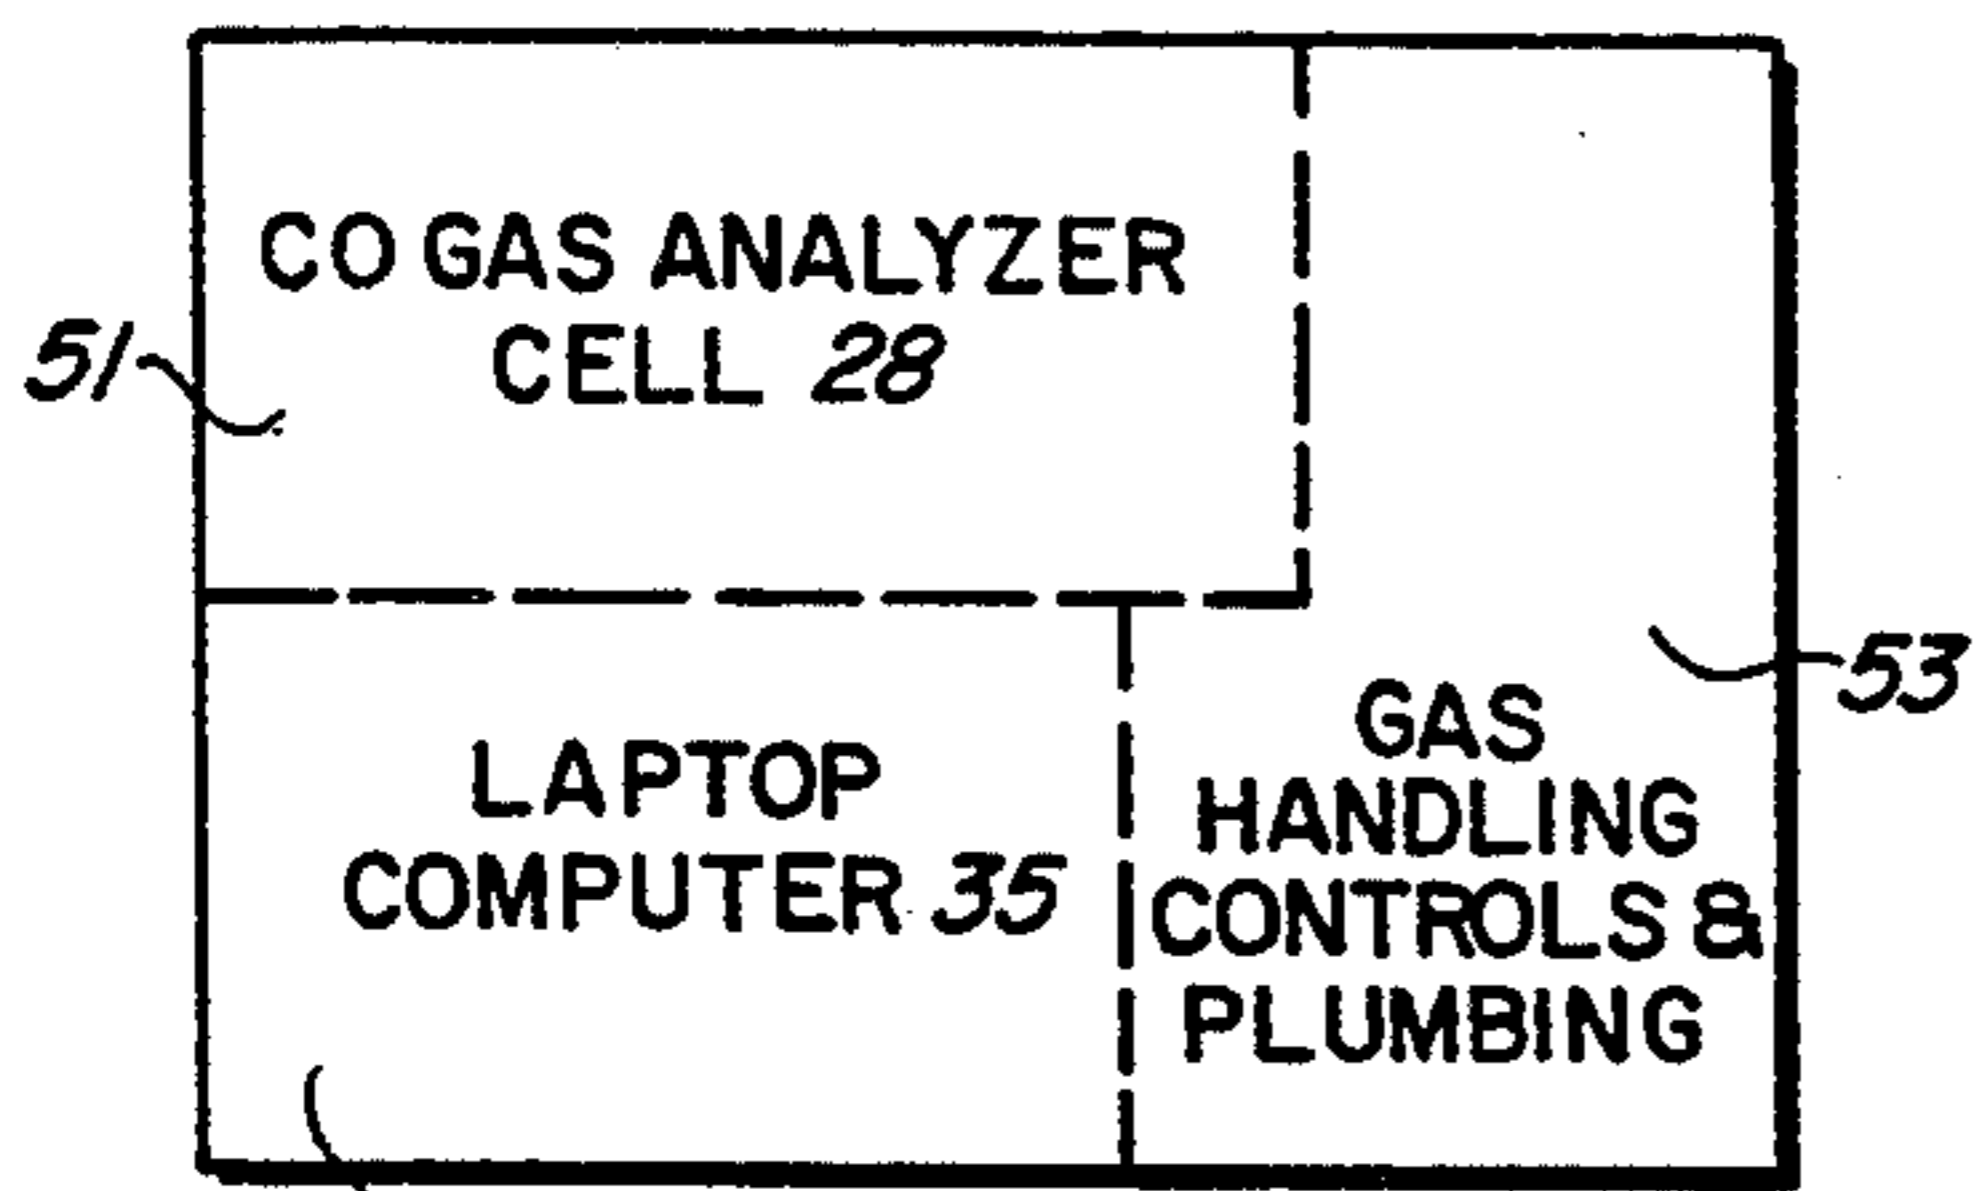 CO GAS ANALYZER
CELL 28
51
LAPTOP
COMPUTER 35
53
GAS
HANDLING
CONTROLS &
PLUMBING